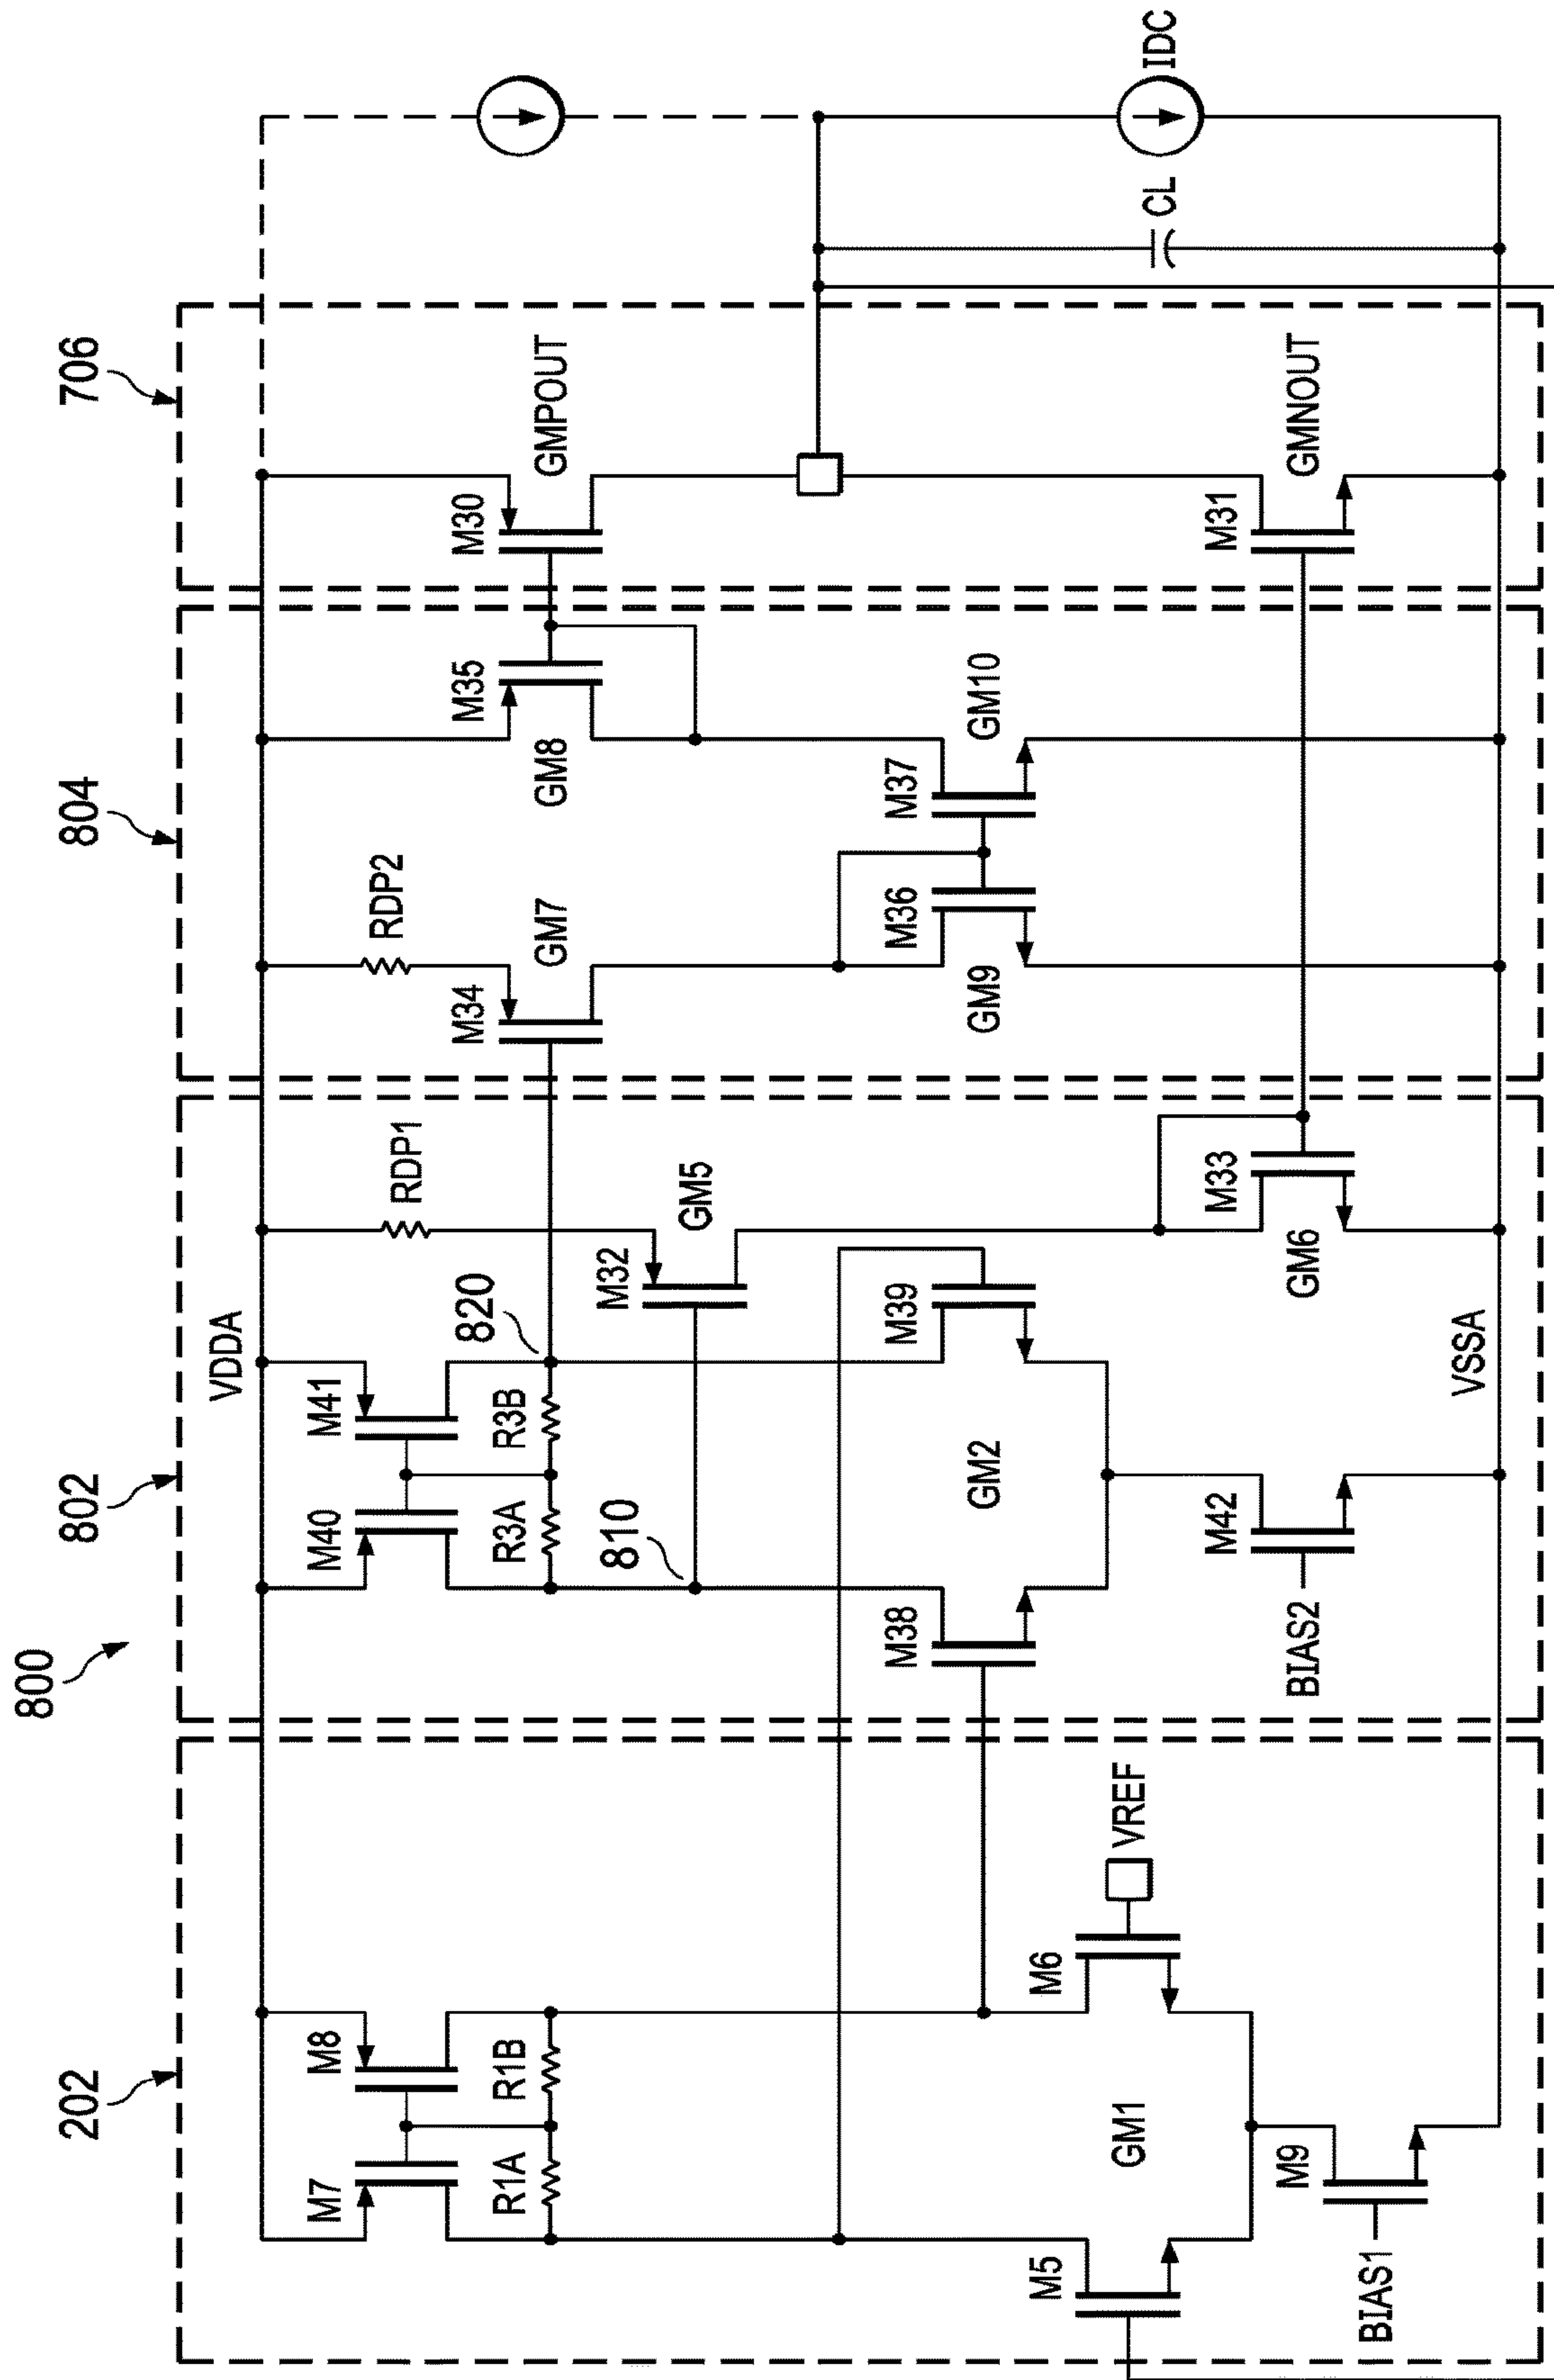 800
202
802
804
706
VDDA
M7
M8
R1A
R1B
M5
M6
VREF
GM1
M9
BIAS1
M40
M41
R3A
R3B
810
820
RDP1
M32
GM5
M38
M39
GM2
M42
BIAS2
M33
GM6
VSSA
RDP2
M34
GM7
M35
GM8
M36
GM9
M37
GM10
M30
GMPOUT
M31
GMNOUT
CL
IDC